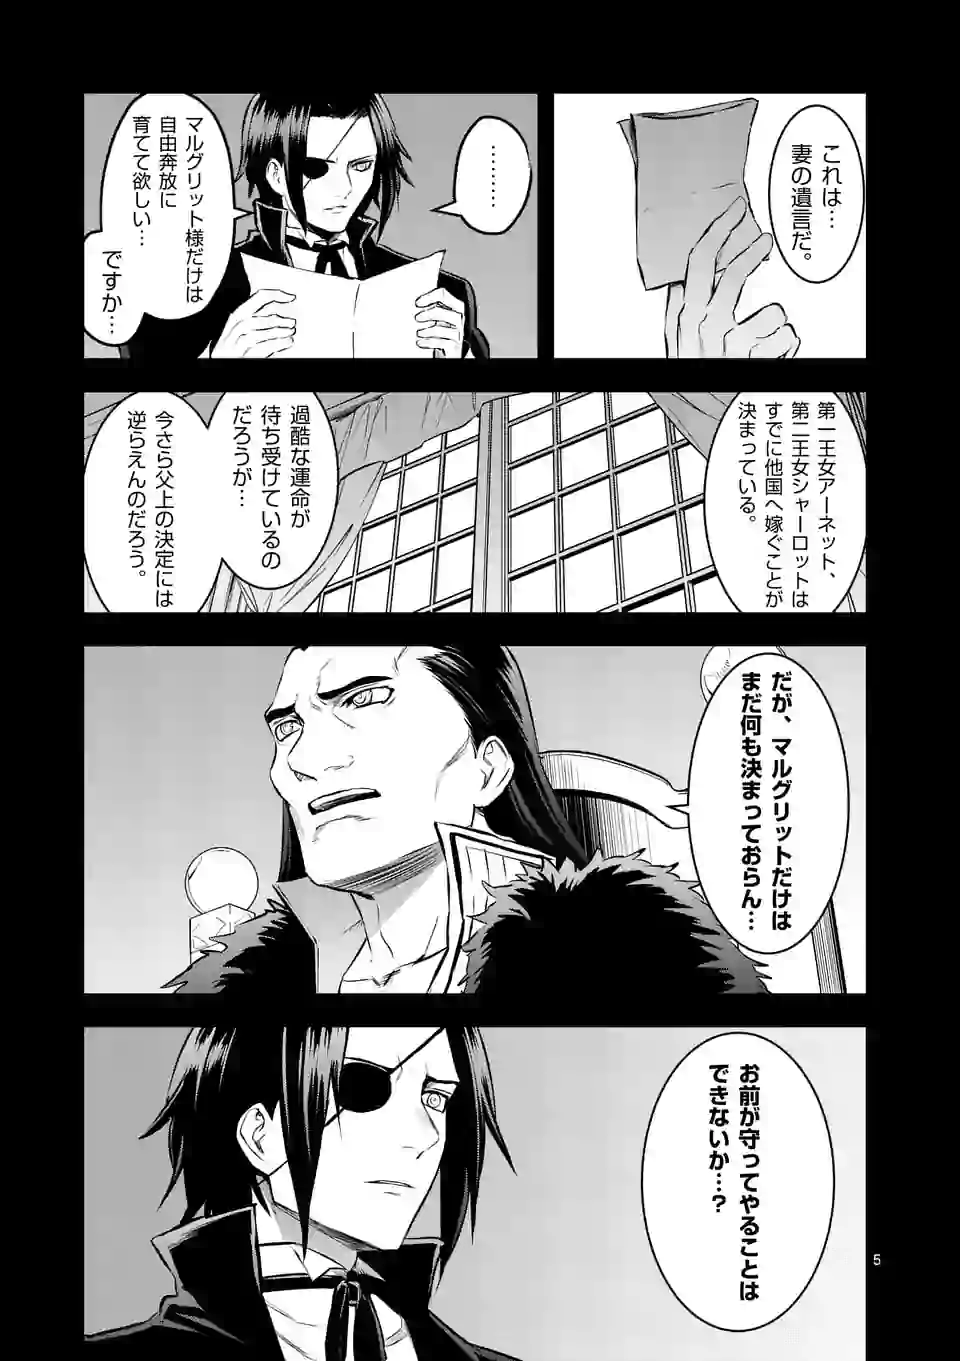 これは…
妻の遺言だ。
………
マルグリット様だけは
自由奔放に
育てて欲しい…
ですか…
第一王女アーネット、
第二王女シャーロットは
すでに他国へ嫁ぐことが
決まっている。
過酷な運命が
待ち受けているの
だろうが…
今さら父上の決定には
逆らえんのだろう。
だが、マルグリットだけは
まだ何も決まっておらん…
お前が守ってやることは
できないか…?
5